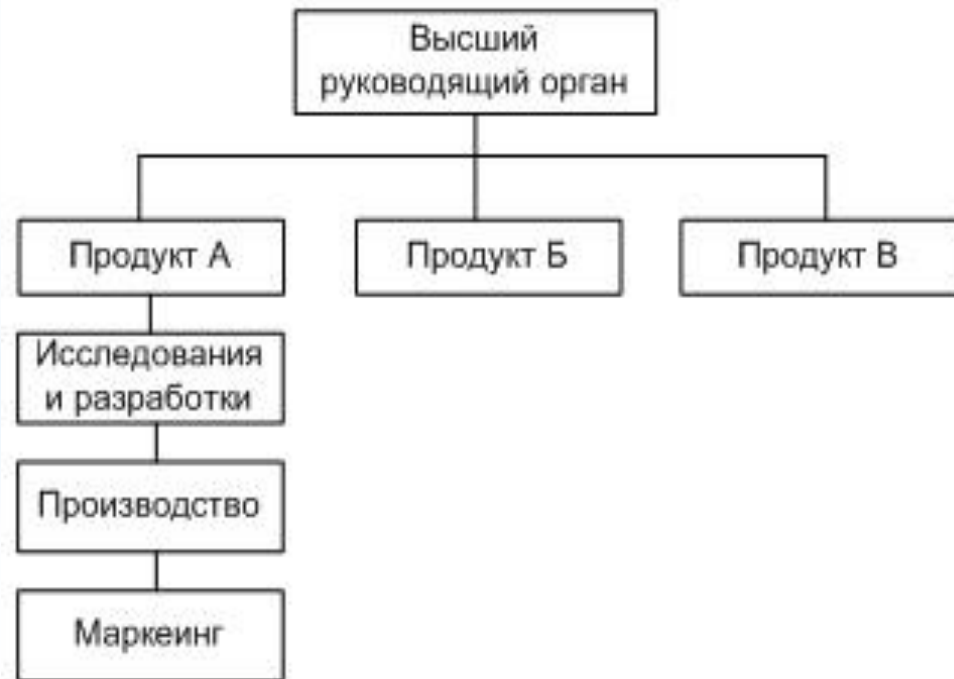 Высший
руководящий орган
Продукт А
Продукт Б
Продукт В
Исследования
и разработки
Производство
Маркеинг